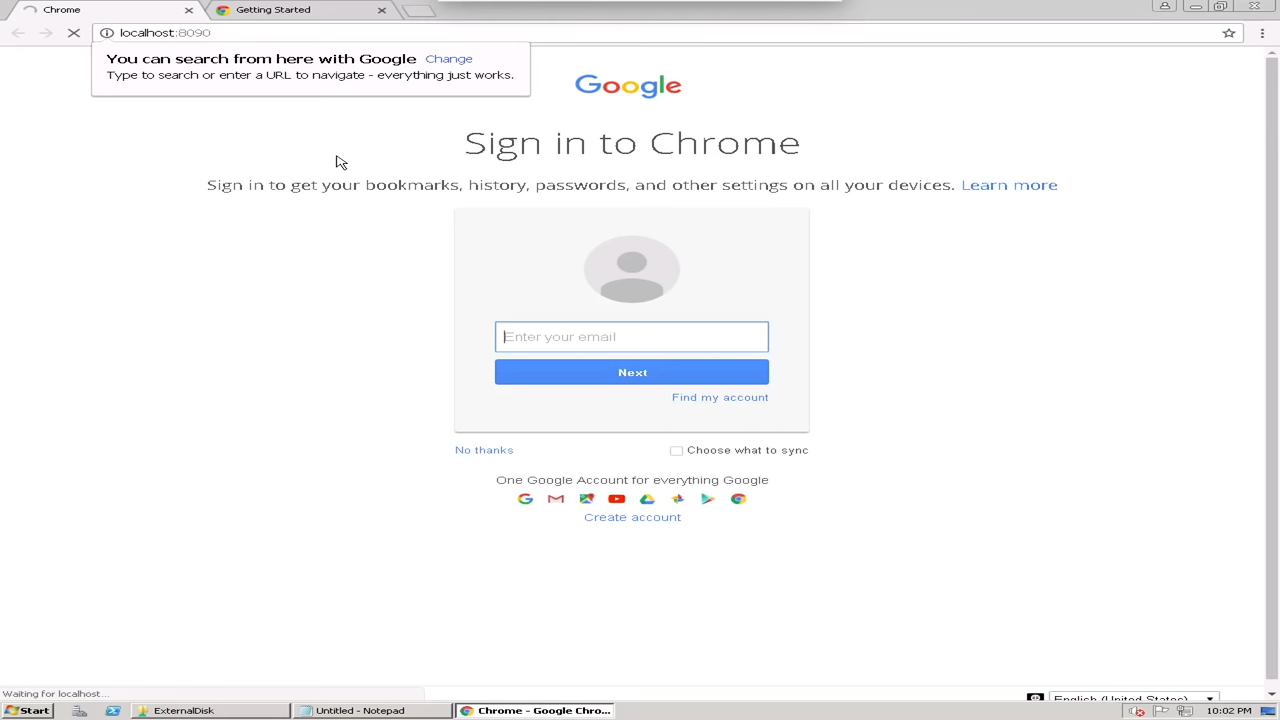 Chrome
Getting Started
localhost:8090
You can search from here with Google Change
Type to search or enter a URL to navigate - everything just works.
Google
Sign in to Chrome
Sign in to get your bookmarks, history, passwords, and other settings on all your devices. Learn more
Enter your email
Next
Find my account
No thanks
Choose what to sync
One Google Account for everything Google
Create account
Waiting for localhost...
English (United States)
Start
ExternalDisk
Untitled - Notepad
Chrome - Google Chro...
10:02 PM